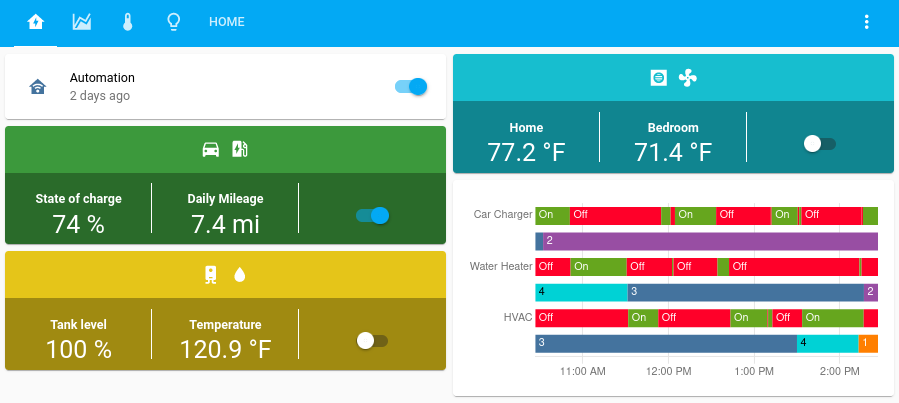 HOME
Automation
2 days ago
State of charge
Daily Mileage
74 %
7.4 mi
Tank level
Temperature
100 %
120.9 °F
Home
Bedroom
77.2 °F
71.4 °F
Car Charger
On
Off
On
Off
On
Off
2
Water Heater
Off
On
Off
Off
Off
4
3
2
HVAC
Off
On
Off
On
Off
On
3
4
1
11:00 AM
12:00 PM
1:00 PM
2:00 PM